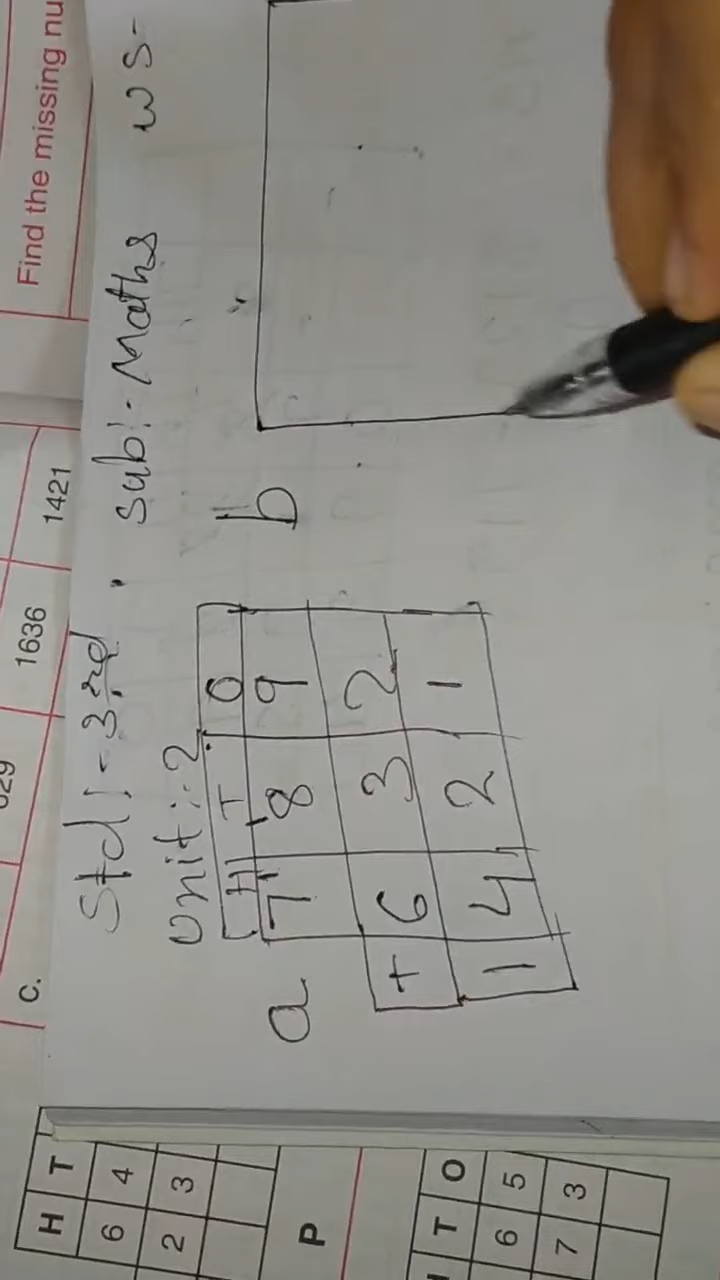 Find the missing nu
1636 1421
C.
Std :- 3rd . Sub :- Maths WS-
Unit :- 2
a
H T O
7 8 9
+ 6 3 2
1 4 2 1
b
H T
6 4
2 3
P
T O
6 5
7 3